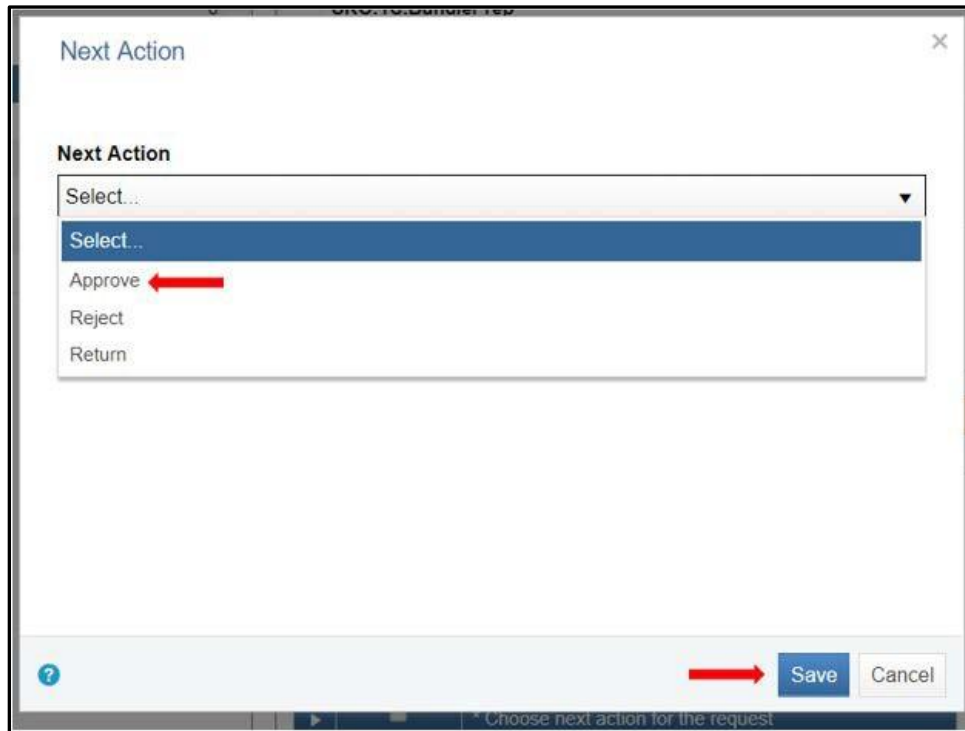 Next Action
×
Next Action
Select...
Select...
Approve
Reject
Return
?
Save
Cancel
* Choose next action for the request